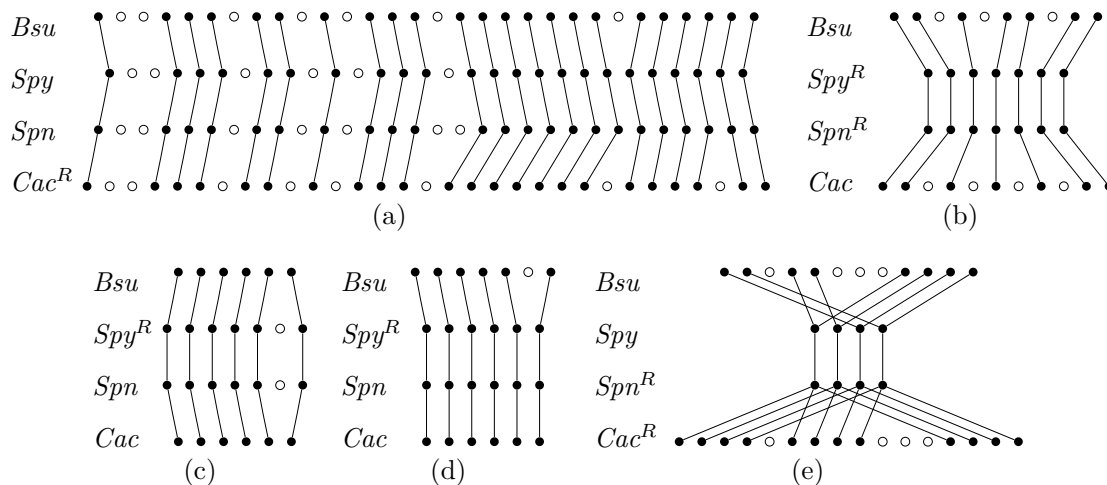 Bsu
Spy
Spn
Cac^R
(a)
Bsu
Spy^R
Spn^R
Cac
(b)
Bsu
Spy^R
Spn
Cac
(c)
Bsu
Spy^R
Spn
Cac
(d)
Bsu
Spy
Spn^R
Cac^R
(e)